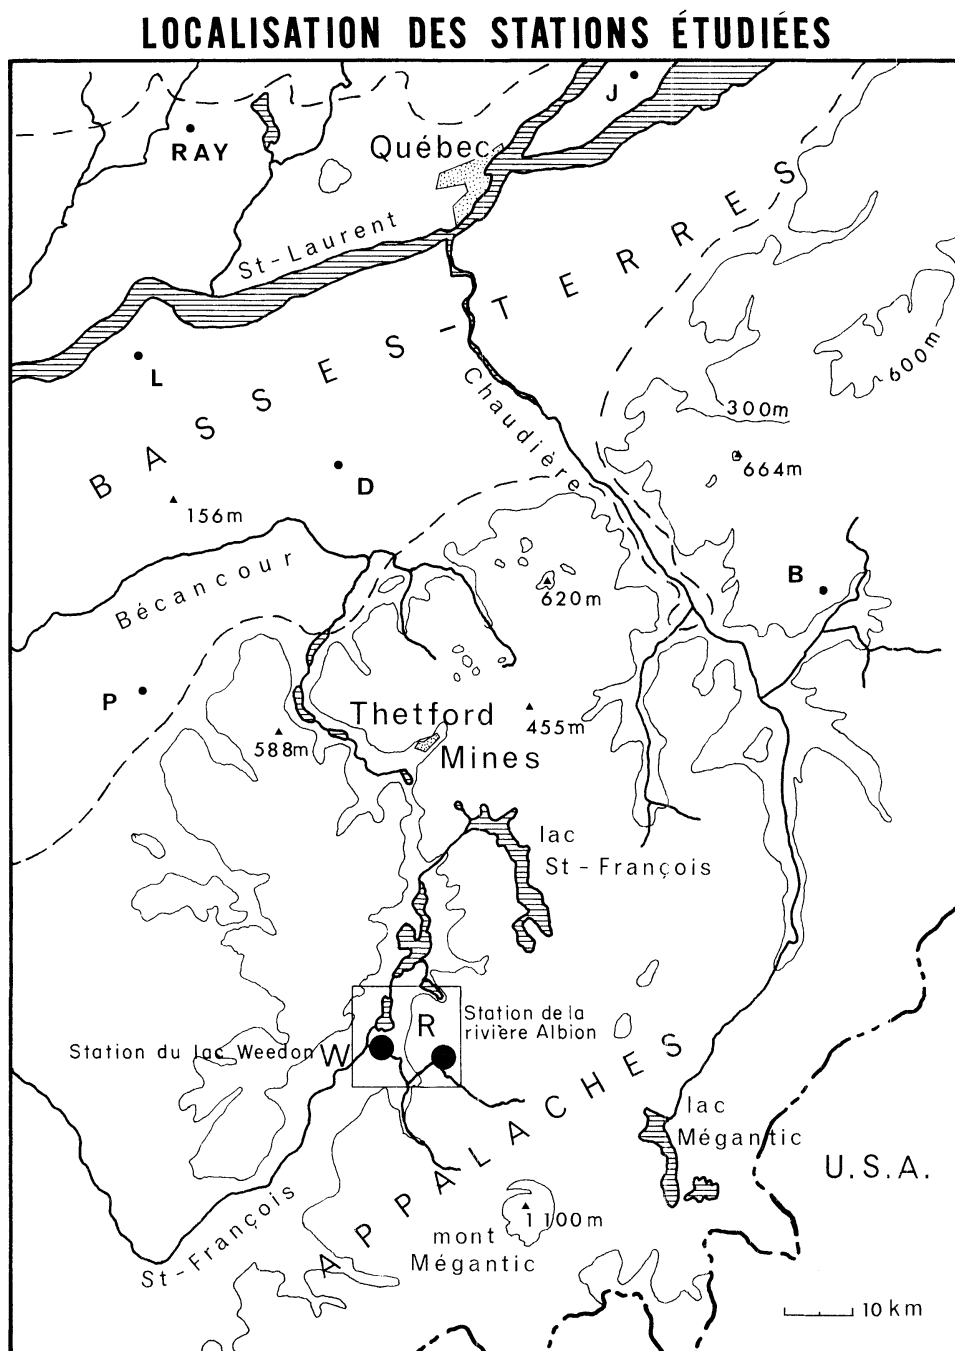 LOCALISATION DES STATIONS ÉTUDIÉES
J
RAY
Québec
St-Laurent
BASSES-TERRES
L
Chaudière
600m
300m
664m
D
156m
Bécancour
620m
B
P
Thetford
Mines
455m
588m
lac
St-François
Station de la
rivière Albion
R
Station du lac Weedon W
APPALACHES
lac
Mégantic
U.S.A.
St-François
1100m
mont
Mégantic
10 km